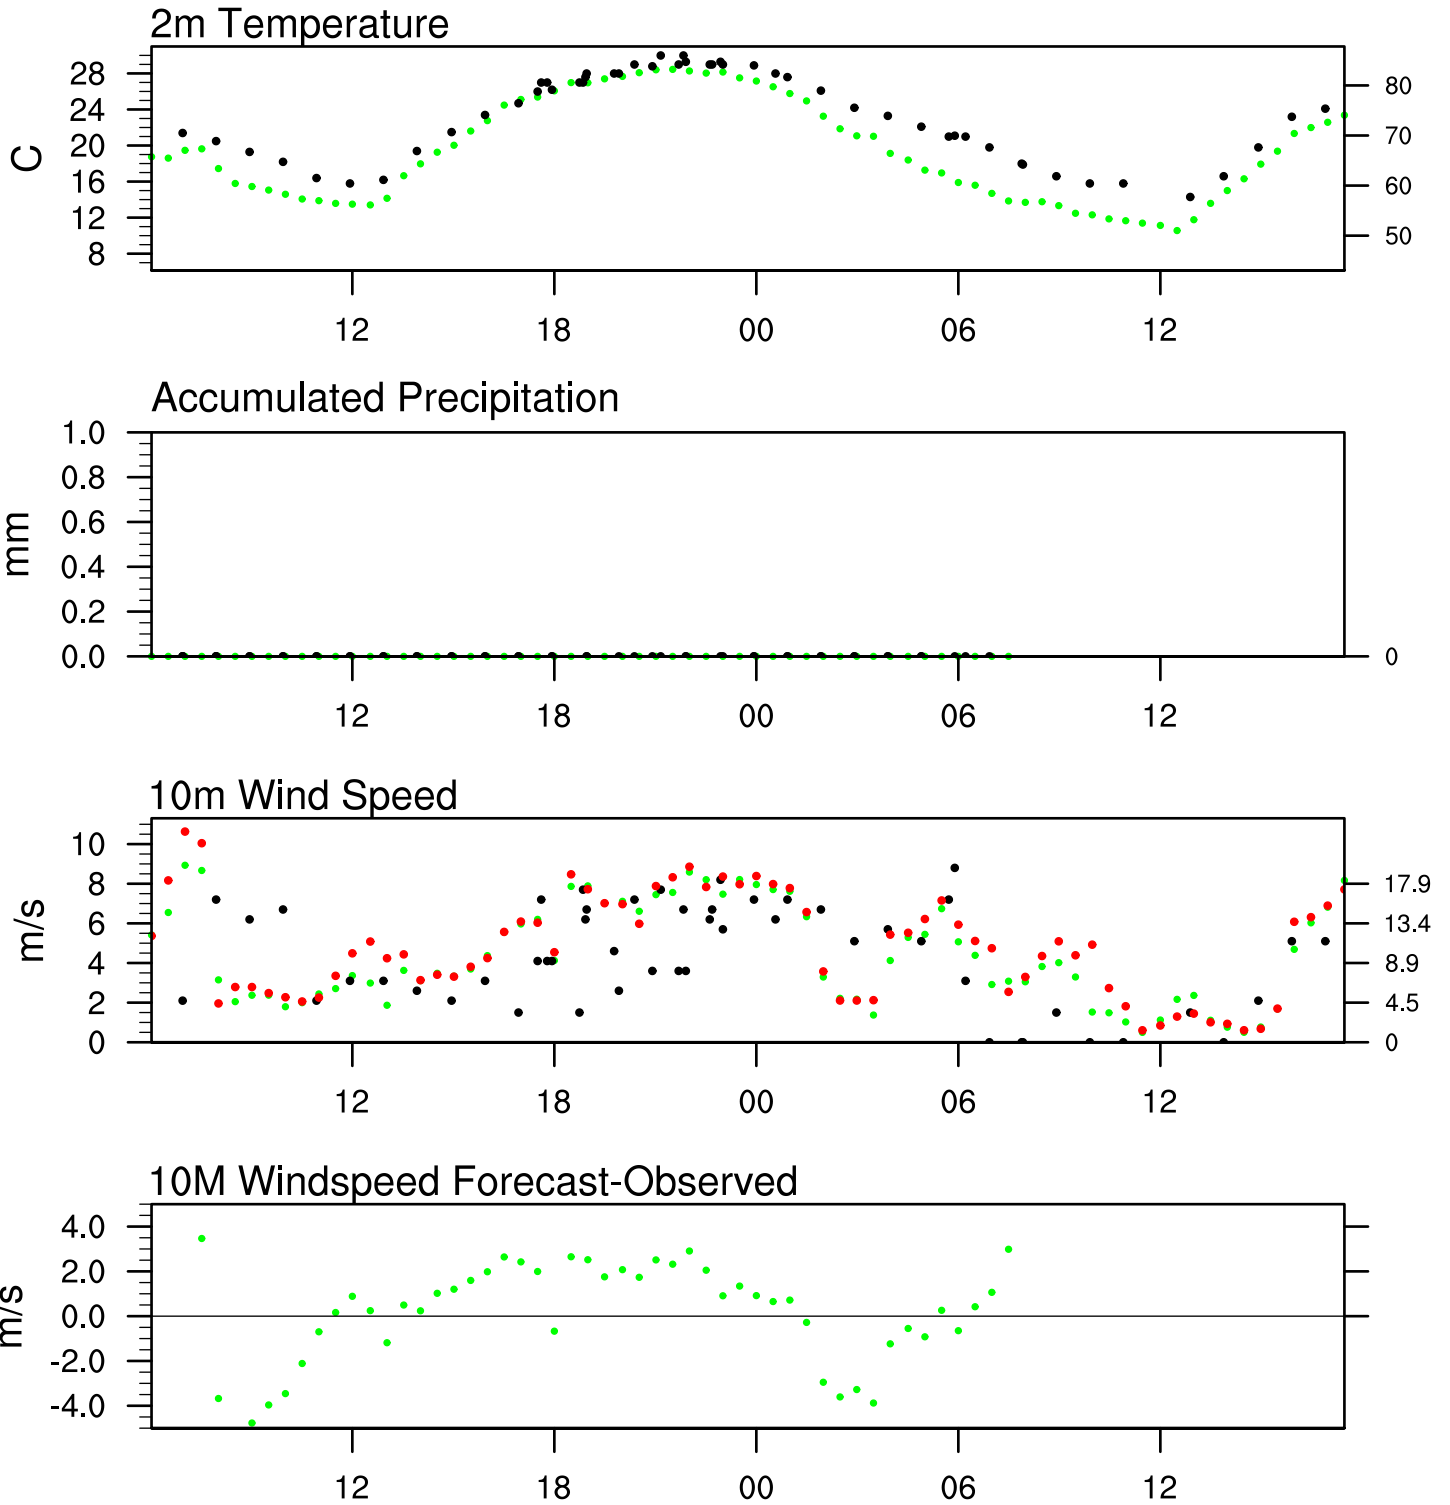 2m Temperature
C
28
24
20
16
12
8
80
70
60
50
12 18 00 06 12
Accumulated Precipitation
mm
1.0
0.8
0.6
0.4
0.2
0.0
0
12 18 00 06 12
10m Wind Speed
m/s
10
8
6
4
2
0
17.9
13.4
8.9
4.5
0
12 18 00 06 12
10M Windspeed Forecast-Observed
m/s
4.0
2.0
0.0
-2.0
-4.0
12 18 00 06 12